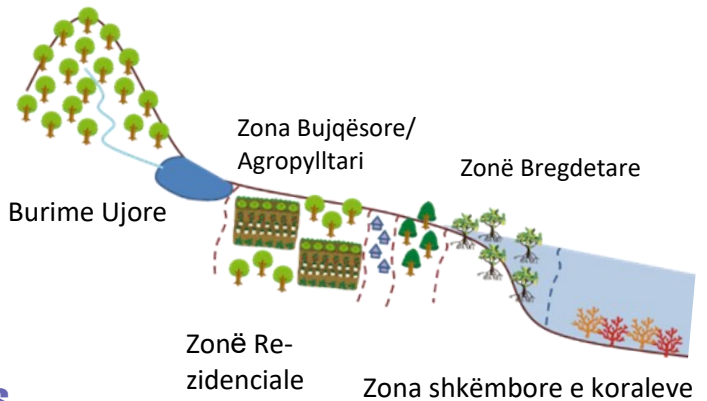 Zona Bujqësore/
Agropylltari
Zonë Bregdetare
Burime Ujore
Zonë Re-
zidenciale
Zona shkëmbore e koraleve
s